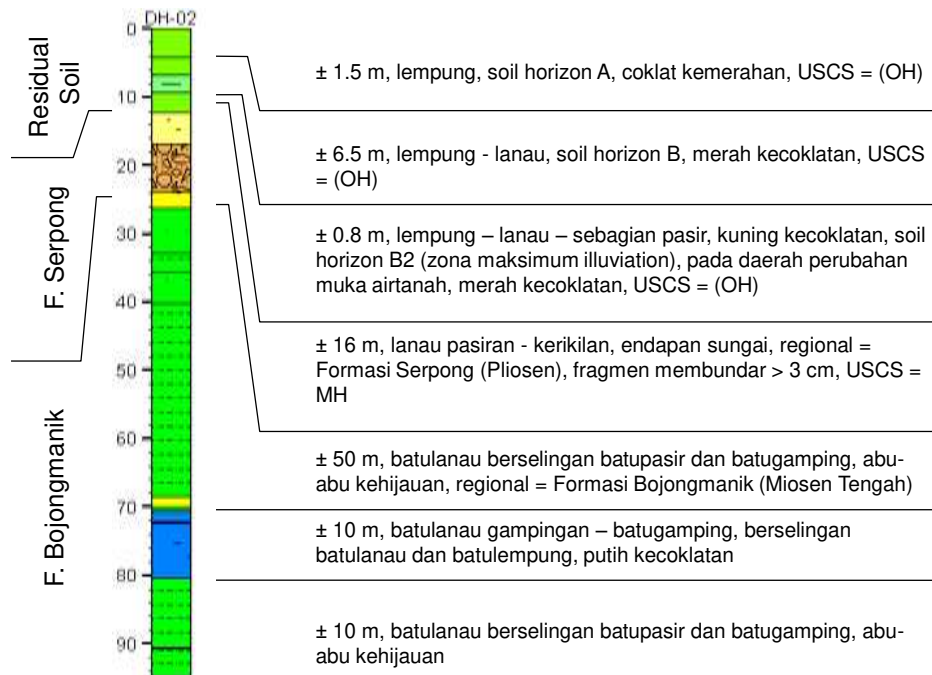 DH-02
0
10
20
30
40
50
60
70
80
90
Residual
Soil
F. Serpong
F. Bojongmanik
± 1.5 m, lempung, soil horizon A, coklat kemerahan, USCS = (OH)
± 6.5 m, lempung - lanau, soil horizon B, merah kecoklatan, USCS
= (OH)
± 0.8 m, lempung – lanau – sebagian pasir, kuning kecoklatan, soil
horizon B2 (zona maksimum illuviation), pada daerah perubahan
muka airtanah, merah kecoklatan, USCS = (OH)
± 16 m, lanau pasiran - kerikilan, endapan sungai, regional =
Formasi Serpong (Pliosen), fragmen membundar > 3 cm, USCS =
MH
± 50 m, batulanau berselingan batupasir dan batugamping, abu-
abu kehijauan, regional = Formasi Bojongmanik (Miosen Tengah)
± 10 m, batulanau gampingan – batugamping, berselingan
batulanau dan batulempung, putih kecoklatan
± 10 m, batulanau berselingan batupasir dan batugamping, abu-
abu kehijauan